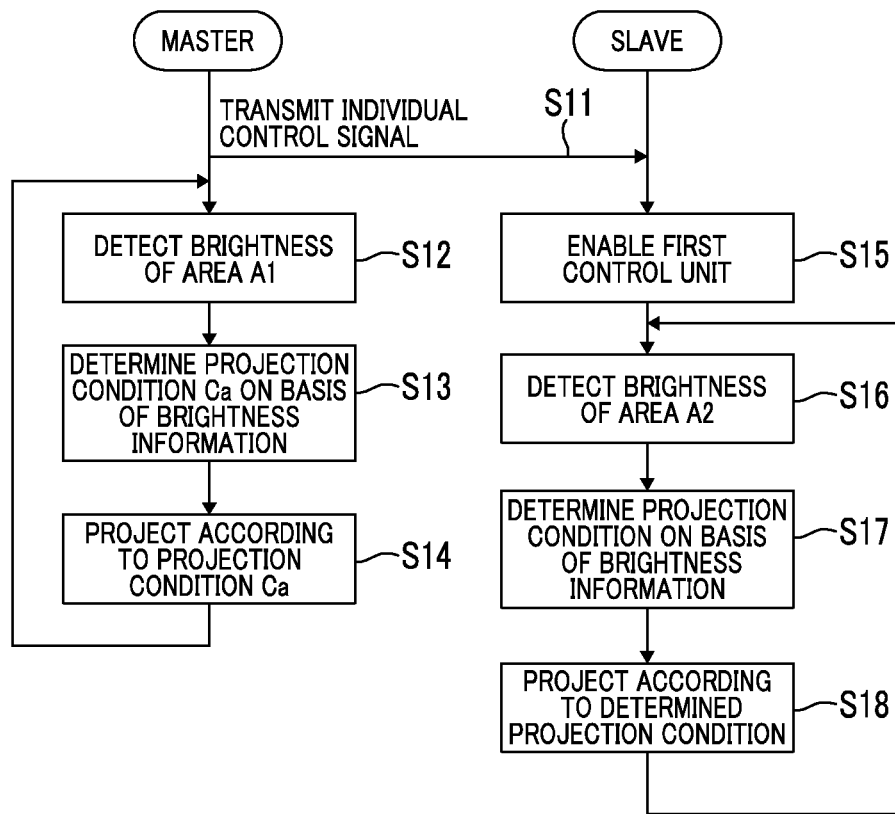 MASTER
SLAVE
TRANSMIT INDIVIDUAL
CONTROL SIGNAL
S11
DETECT BRIGHTNESS
OF AREA A1
S12
DETERMINE PROJECTION
CONDITION Ca ON BASIS
OF BRIGHTNESS
INFORMATION
S13
PROJECT ACCORDING
TO PROJECTION
CONDITION Ca
S14
ENABLE FIRST
CONTROL UNIT
S15
DETECT BRIGHTNESS
OF AREA A2
S16
DETERMINE PROJECTION
CONDITION ON BASIS
OF BRIGHTNESS
INFORMATION
S17
PROJECT ACCORDING
TO DETERMINED
PROJECTION CONDITION
S18